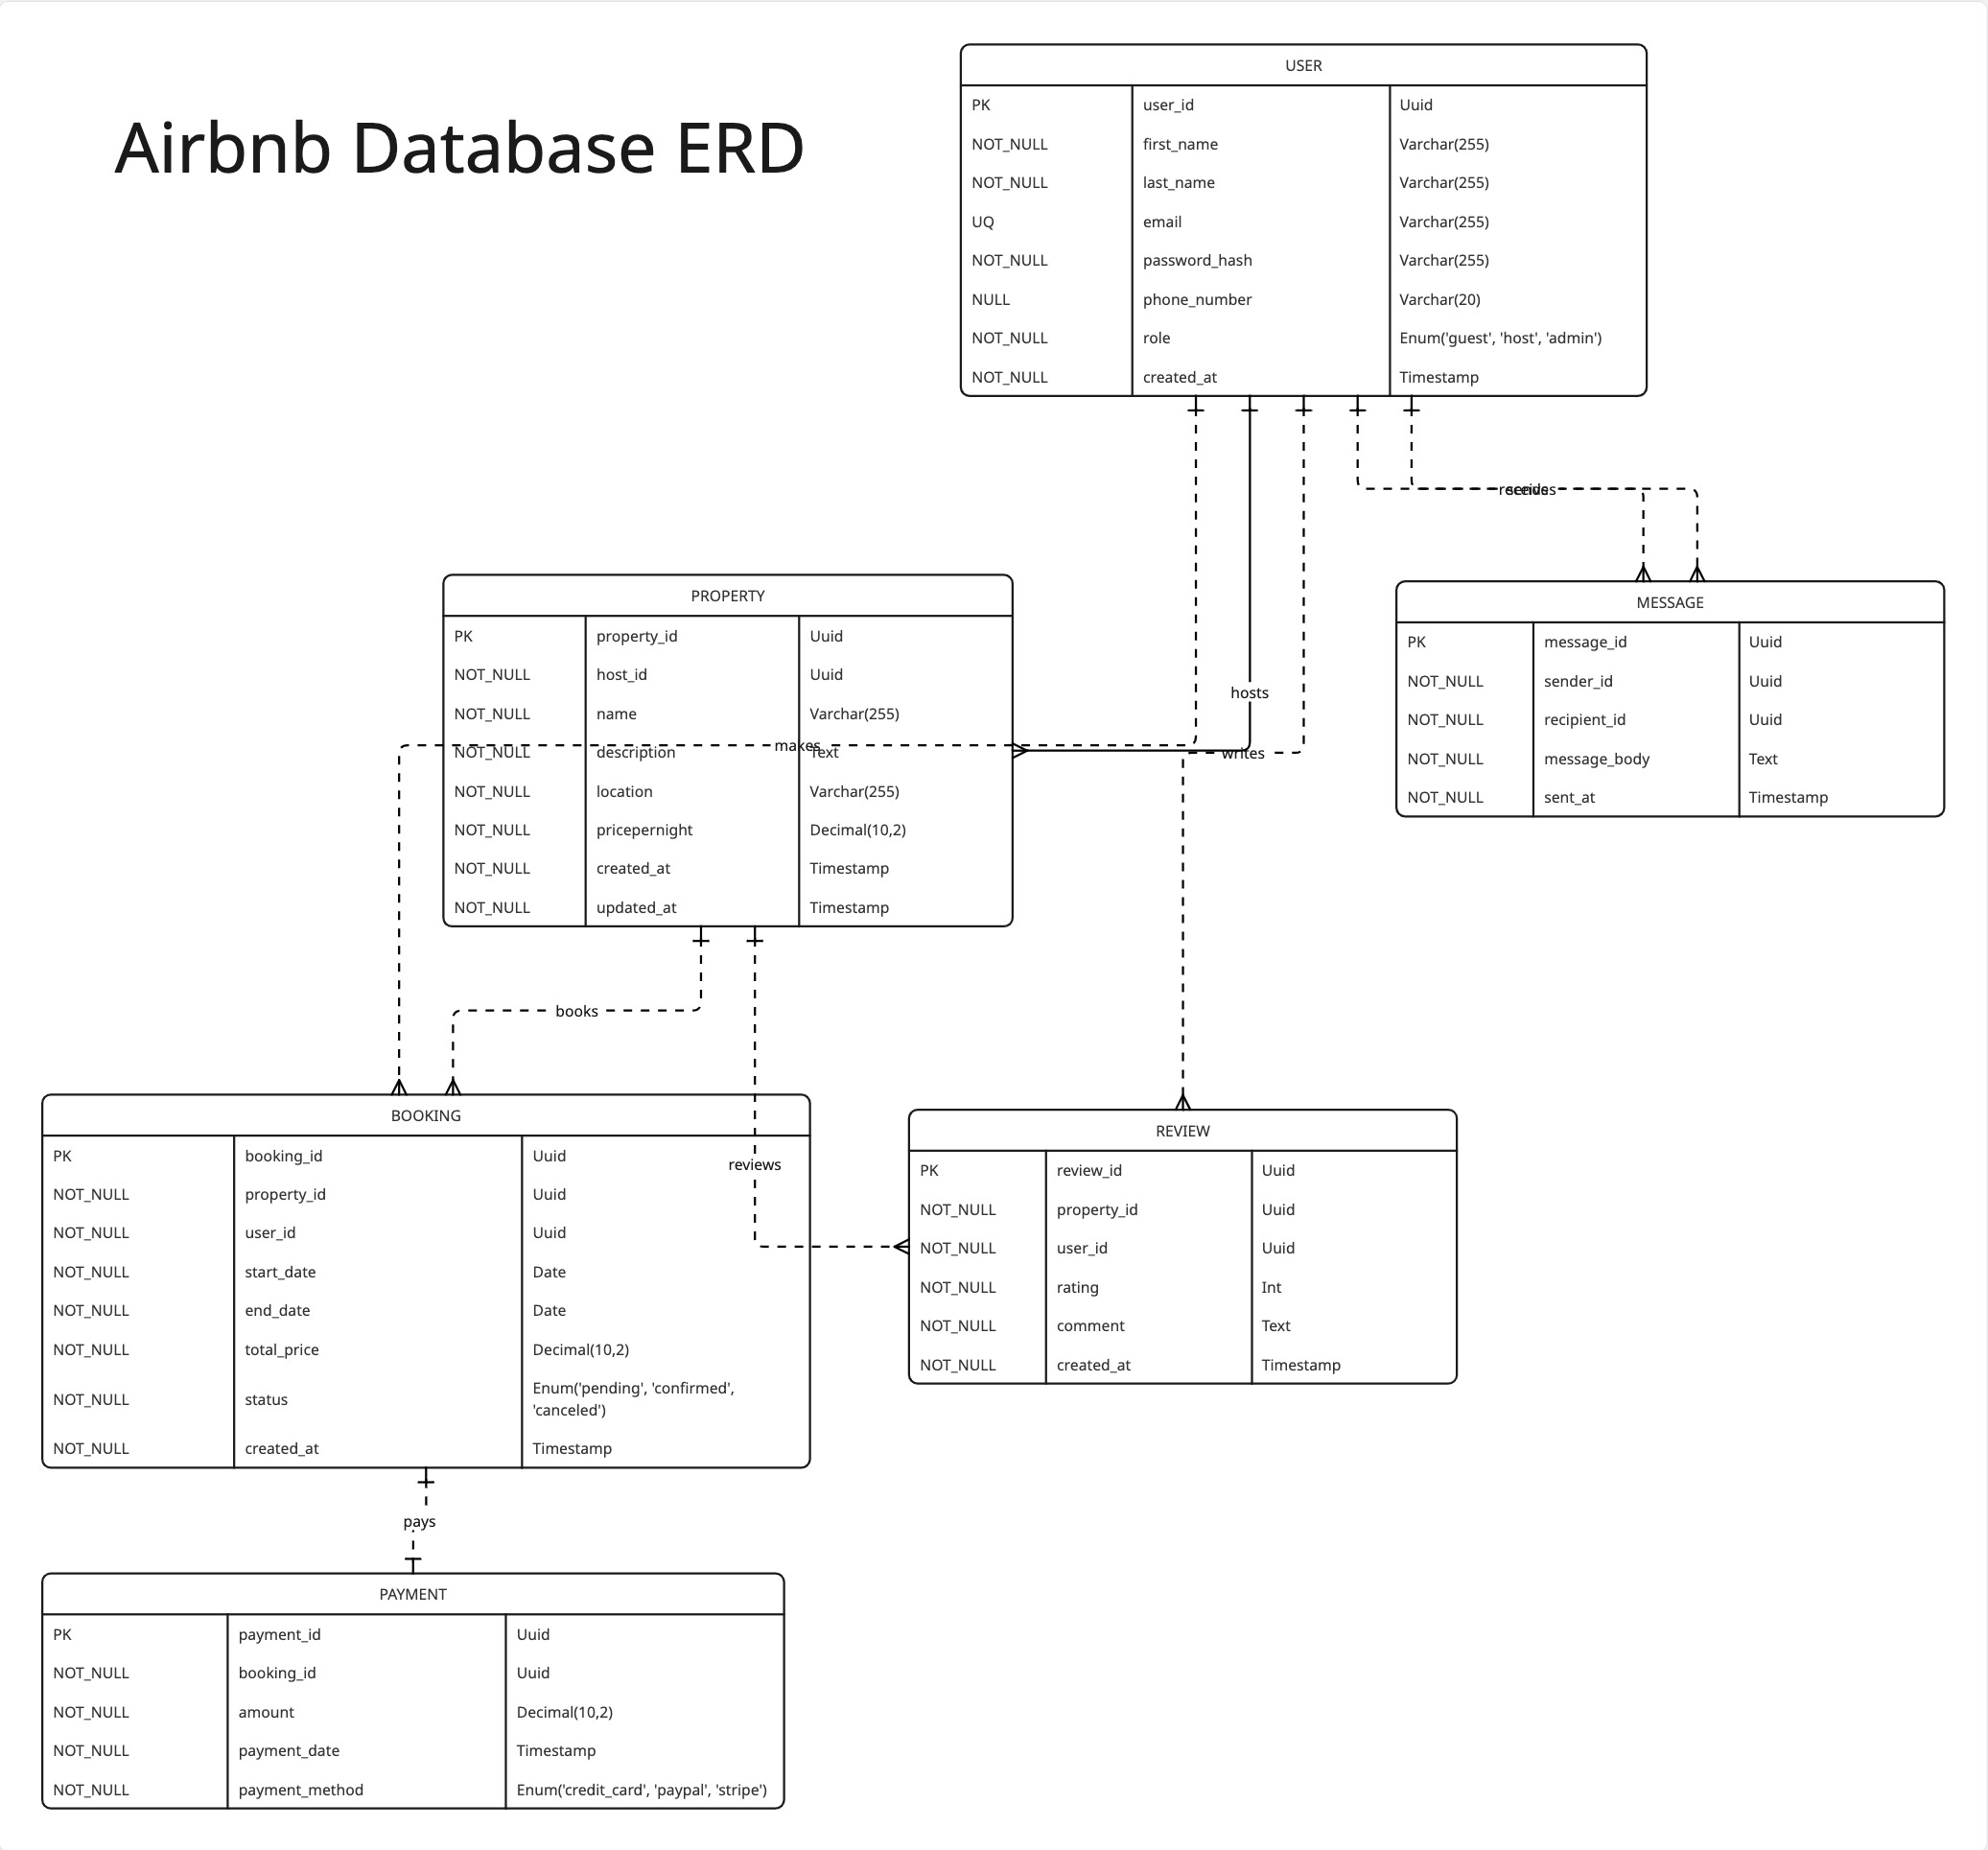 Airbnb Database ERD
USER
PK user_id Uuid
NOT_NULL first_name Varchar(255)
NOT_NULL last_name Varchar(255)
UQ email Varchar(255)
NOT_NULL password_hash Varchar(255)
NULL phone_number Varchar(20)
NOT_NULL role Enum('guest', 'host', 'admin')
NOT_NULL created_at Timestamp
PROPERTY
PK property_id Uuid
NOT_NULL host_id Uuid
NOT_NULL name Varchar(255)
NOT_NULL description Text
NOT_NULL location Varchar(255)
NOT_NULL pricepernight Decimal(10,2)
NOT_NULL created_at Timestamp
NOT_NULL updated_at Timestamp
makes
hosts
writes
MESSAGE
PK message_id Uuid
NOT_NULL sender_id Uuid
NOT_NULL recipient_id Uuid
NOT_NULL message_body Text
NOT_NULL sent_at Timestamp
books
reviews
BOOKING
PK booking_id Uuid
NOT_NULL property_id Uuid
NOT_NULL user_id Uuid
NOT_NULL start_date Date
NOT_NULL end_date Date
NOT_NULL total_price Decimal(10,2)
NOT_NULL status Enum('pending', 'confirmed',
'canceled')
NOT_NULL created_at Timestamp
REVIEW
PK review_id Uuid
NOT_NULL property_id Uuid
NOT_NULL user_id Uuid
NOT_NULL rating Int
NOT_NULL comment Text
NOT_NULL created_at Timestamp
pays
PAYMENT
PK payment_id Uuid
NOT_NULL booking_id Uuid
NOT_NULL amount Decimal(10,2)
NOT_NULL payment_date Timestamp
NOT_NULL payment_method Enum('credit_card', 'paypal', 'stripe')